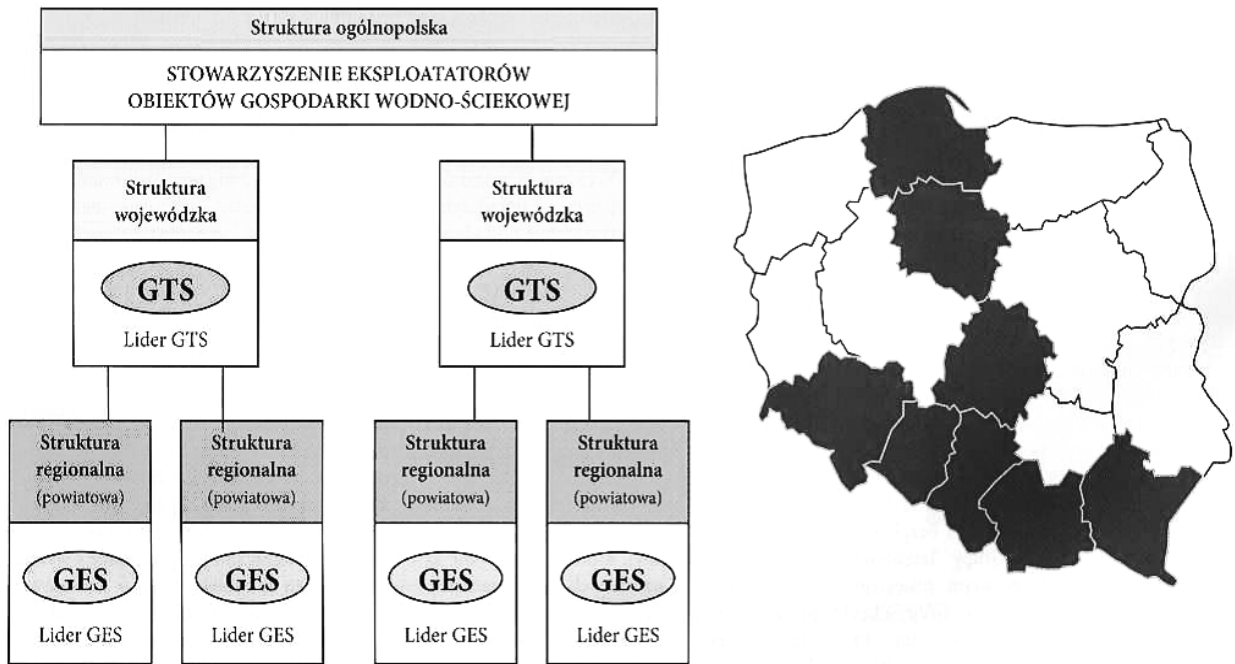 Struktura ogólnopolska
STOWARZYSZENIE EKSPLOATATORÓW
OBIEKTÓW GOSPODARKI WODNO-ŚCIEKOWEJ
Struktura
wojewódzka
GTS
Lider GTS
Struktura
wojewódzka
GTS
Lider GTS
Struktura
regionalna
(powiatowa)
GES
Lider GES
Struktura
regionalna
(powiatowa)
GES
Lider GES
Struktura
regionalna
(powiatowa)
GES
Lider GES
Struktura
regionalna
(powiatowa)
GES
Lider GES